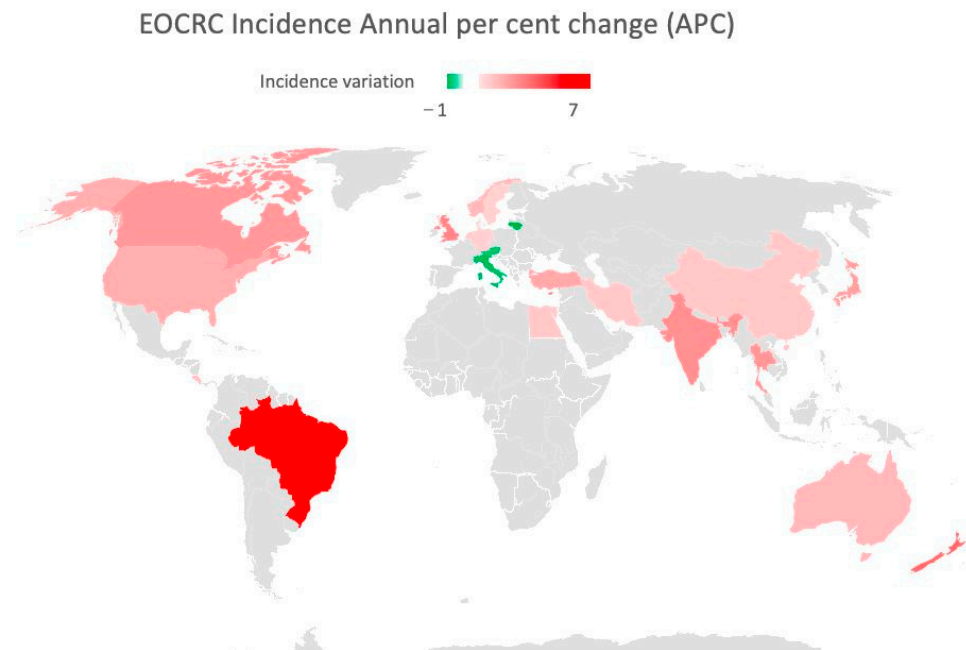 EOCRC Incidence Annual per cent change (APC)
Incidence variation
– 1 7